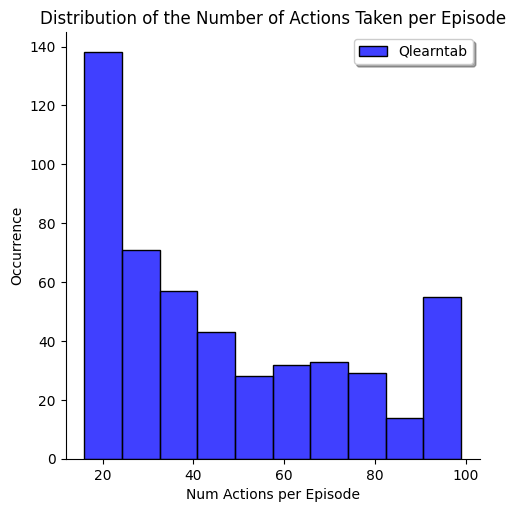 Distribution of the Number of Actions Taken per Episode
Qlearntab
140
120
100
80
60
40
20
0
Occurrence
20 40 60 80 100
Num Actions per Episode